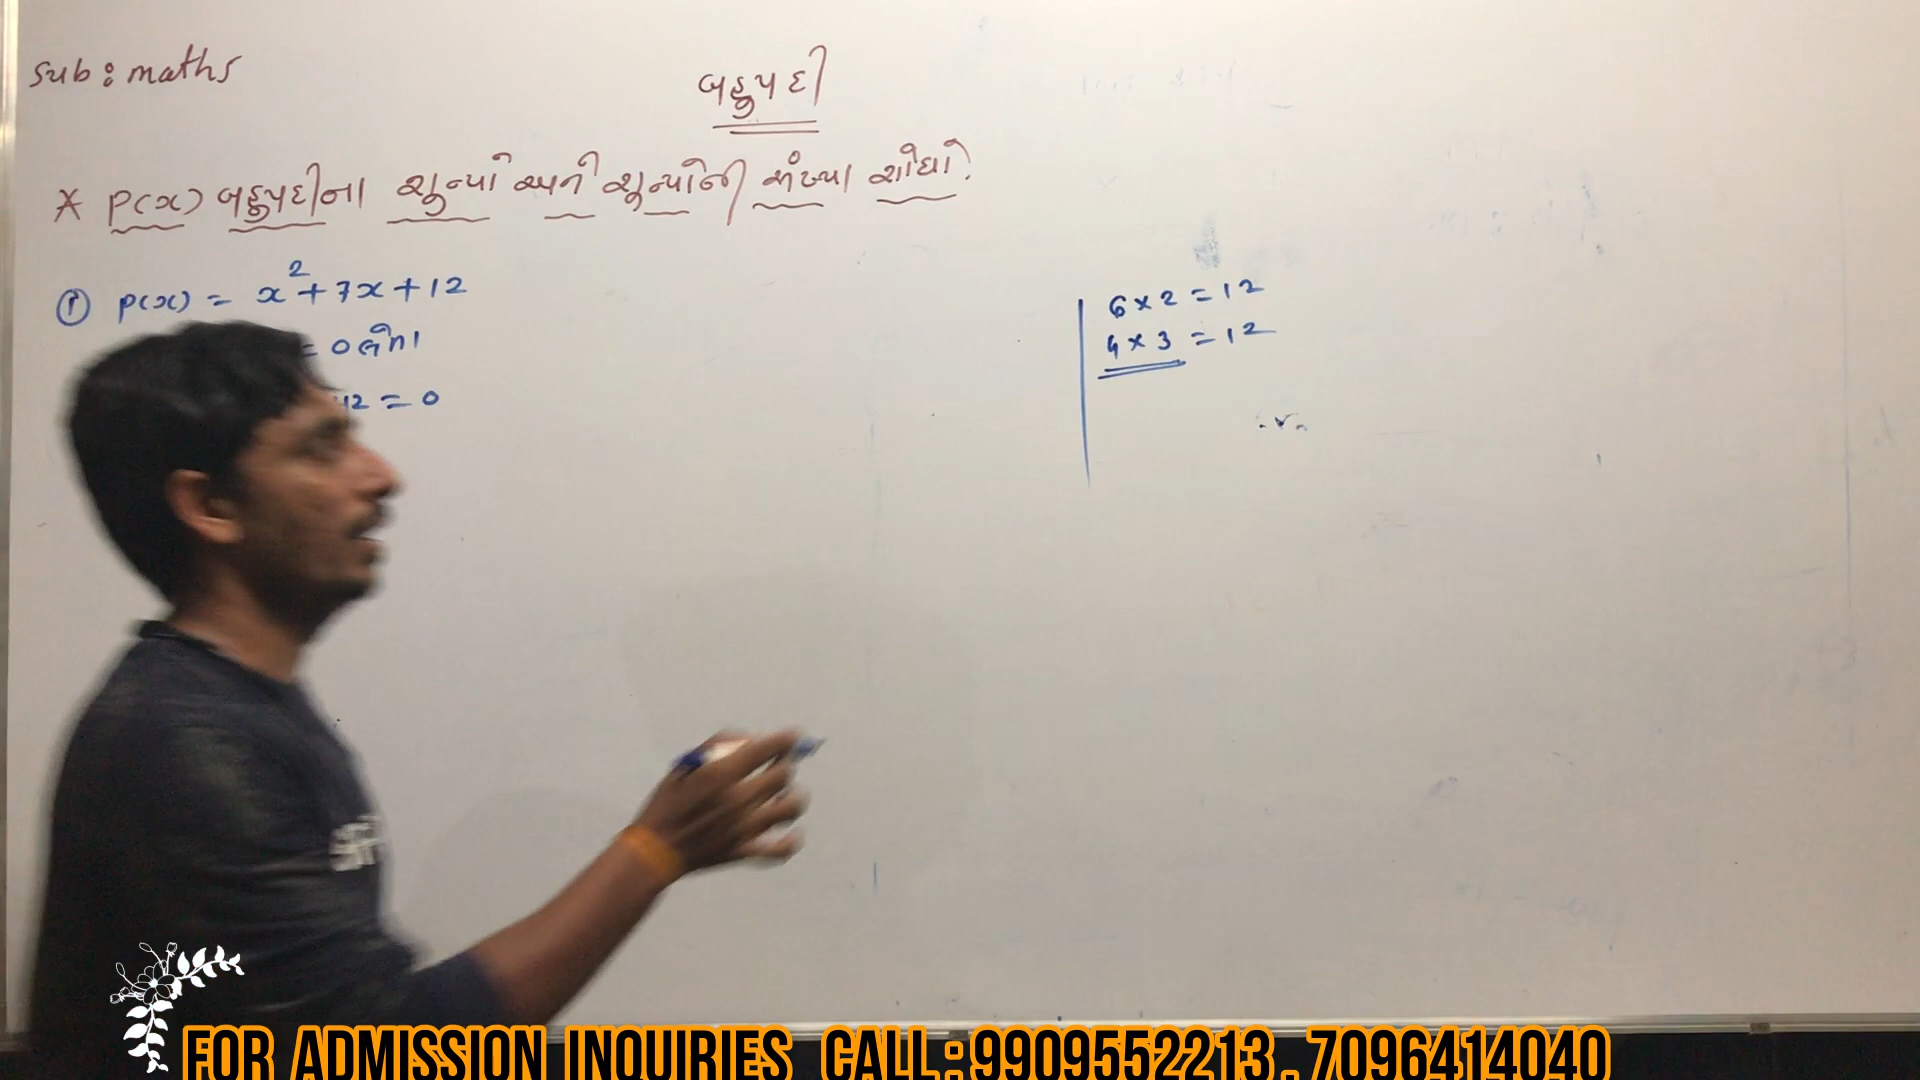 Sub : maths
બહુપદી
* P(x) બહુપદીના શૂન્યો અને શૂન્યોની સંખ્યા શોધો.
① P(x) = x² + 7x + 12
= 0 લેતા
12 = 0
6 × 2 = 12
4 × 3 = 12
FOR ADMISSION INQUIRIES CALL : 9909552213 , 7096414040